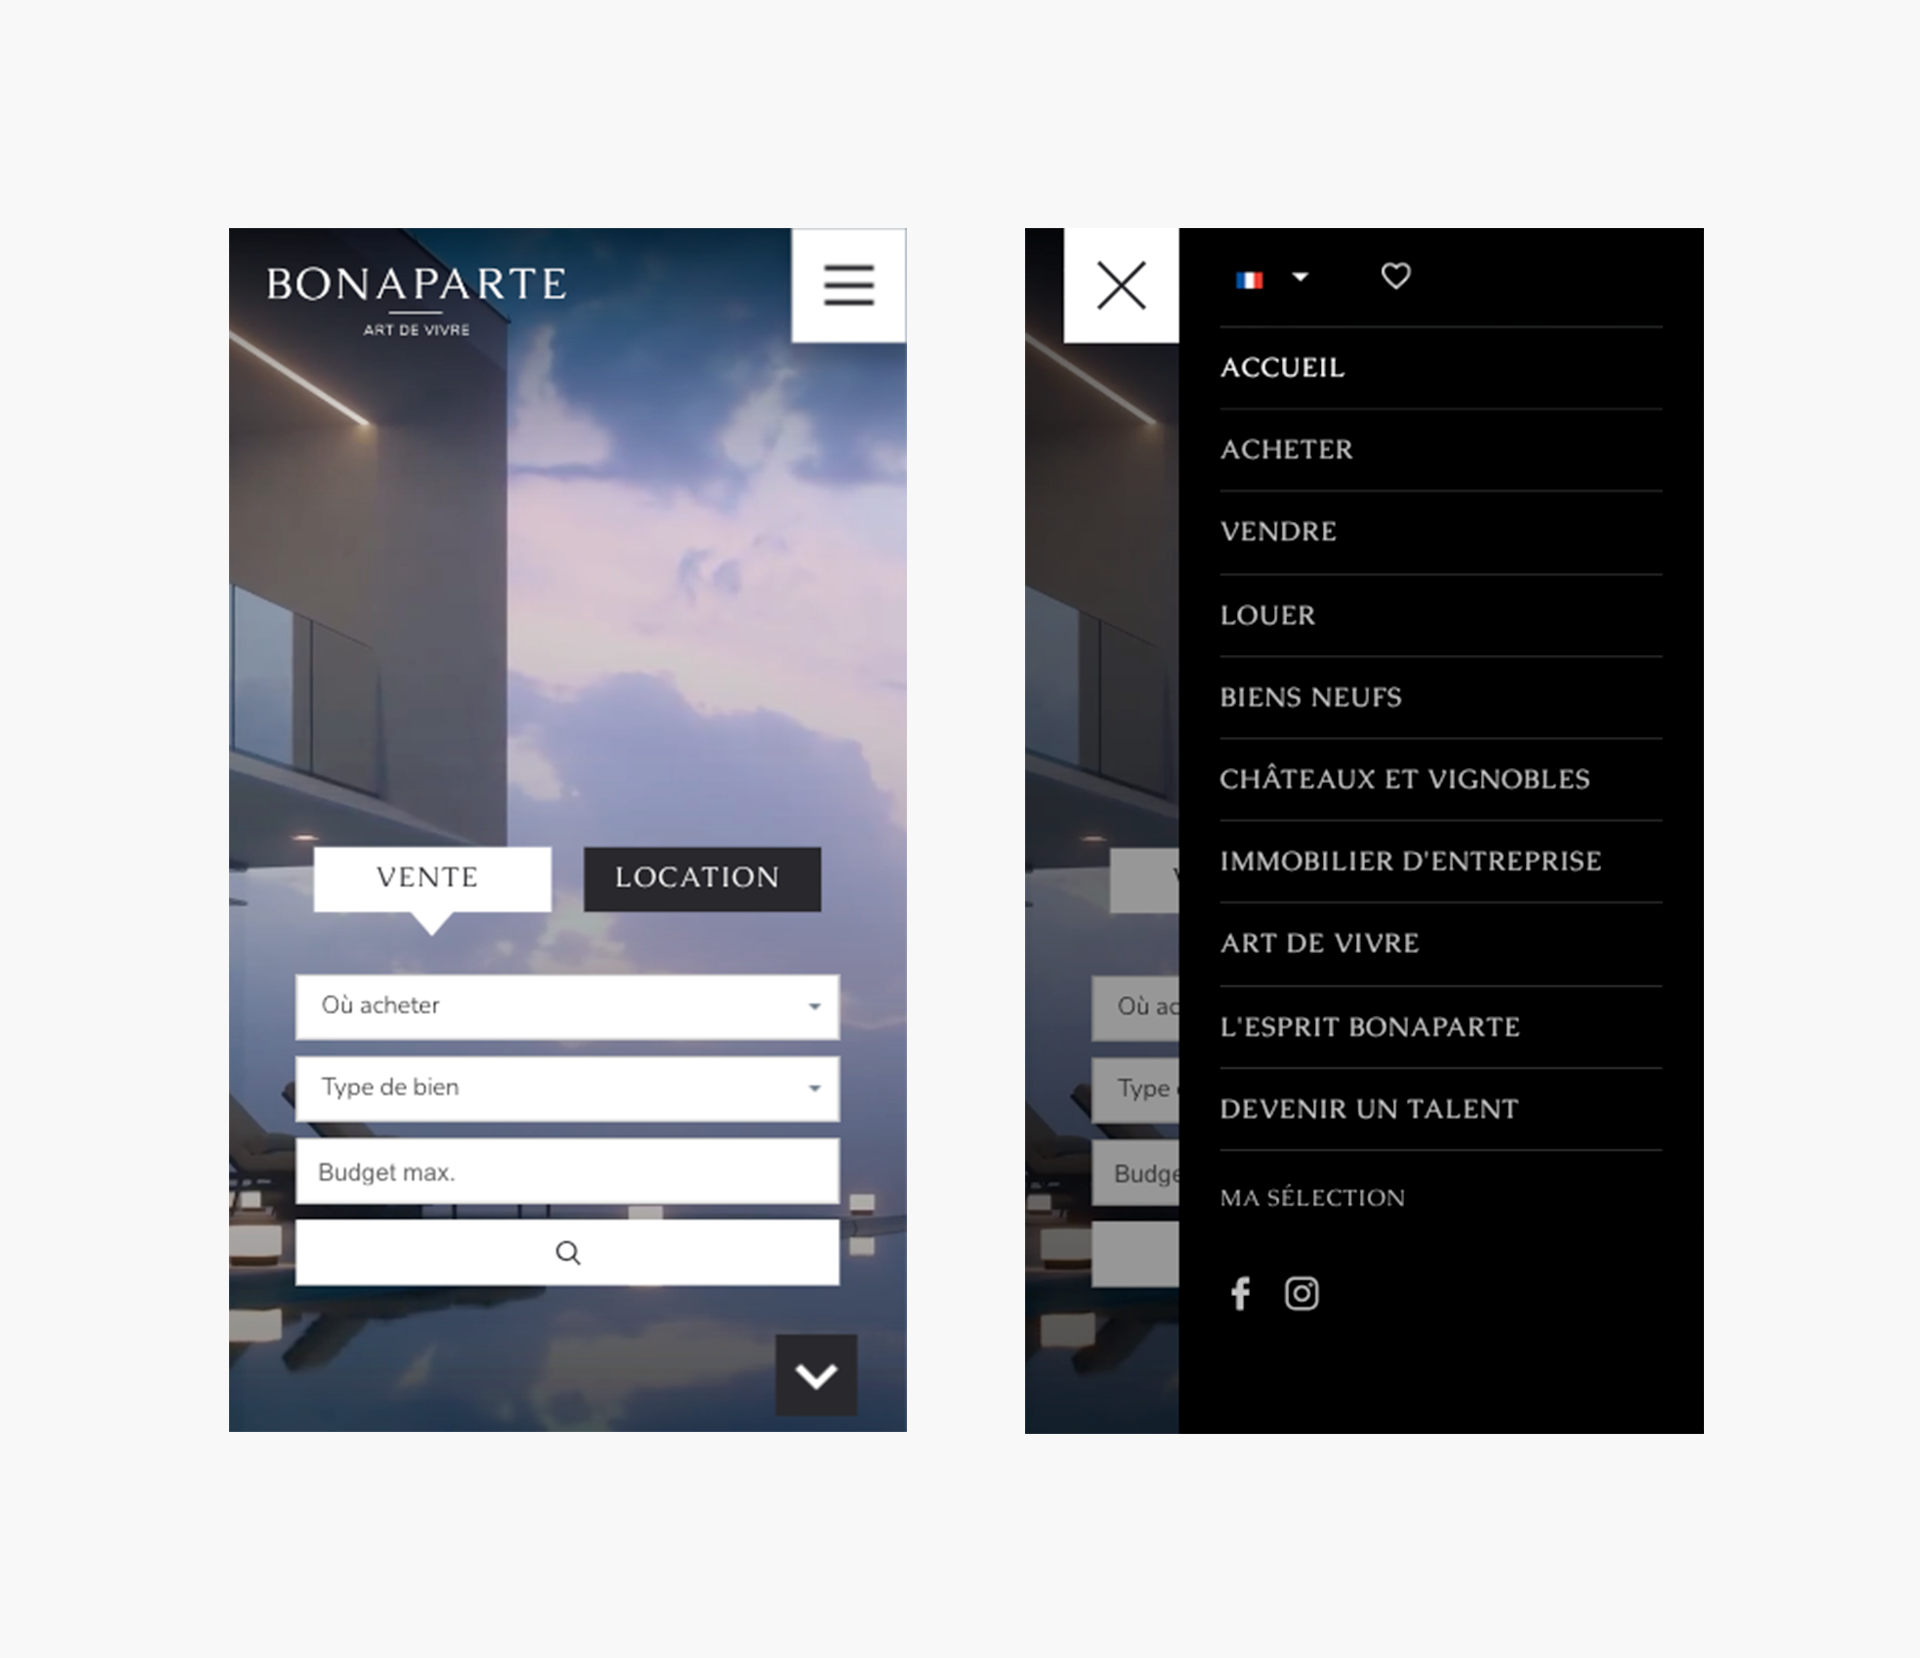 BONAPARTE
ART DE VIVRE
VENTE
LOCATION
Où acheter
Type de bien
Budget max.
ACCUEIL
ACHETER
VENDRE
LOUER
BIENS NEUFS
CHÂTEAUX ET VIGNOBLES
IMMOBILIER D'ENTREPRISE
ART DE VIVRE
L'ESPRIT BONAPARTE
DEVENIR UN TALENT
MA SÉLECTION
Où ac
Type
Budge